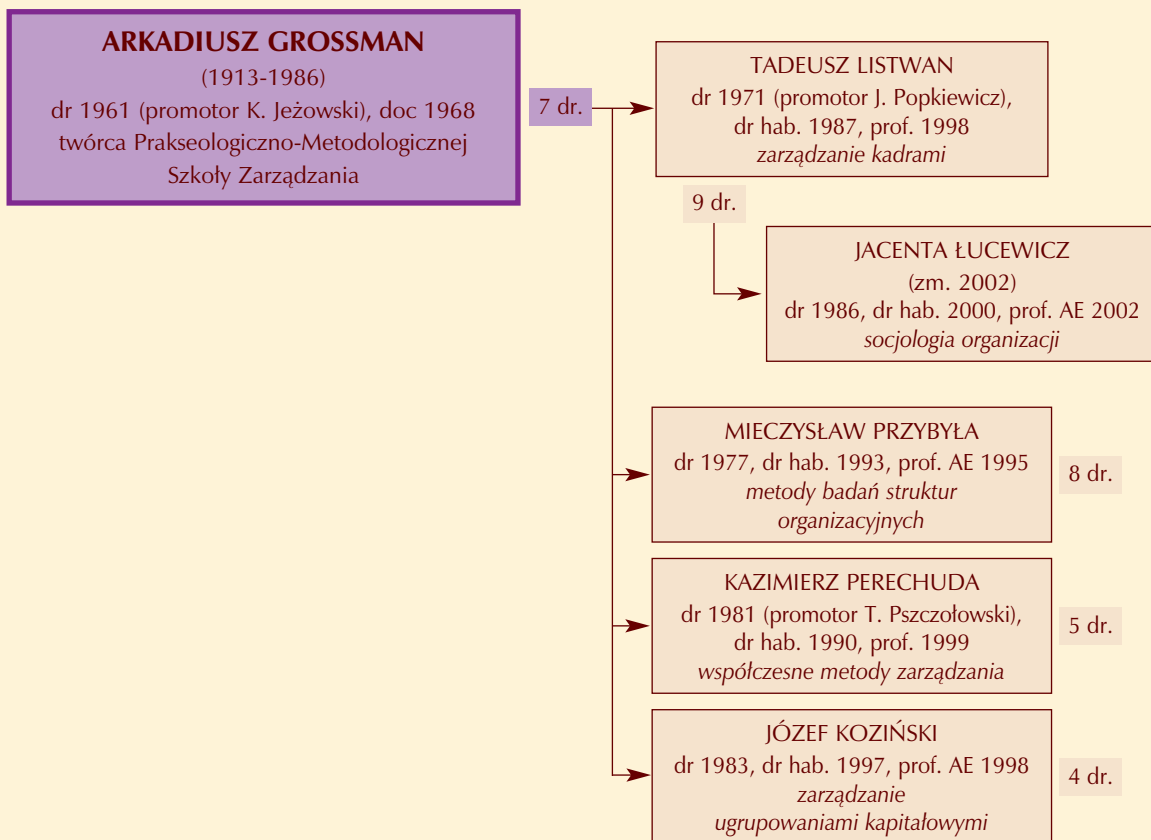 ARKADIUSZ GROSSMAN
(1913-1986)
dr 1961 (promotor K. Jeżowski), doc 1968
twórca Prakseologiczno-Metodologicznej
Szkoły Zarządzania
7 dr.
TADEUSZ LISTWAN
dr 1971 (promotor J. Popkiewicz),
dr hab. 1987, prof. 1998
zarządzanie kadrami
9 dr.
JACENTA ŁUCEWICZ
(zm. 2002)
dr 1986, dr hab. 2000, prof. AE 2002
socjologia organizacji
MIECZYSŁAW PRZYBYŁA
dr 1977, dr hab. 1993, prof. AE 1995
metody badań struktur
organizacyjnych
8 dr.
KAZIMIERZ PERECHUDA
dr 1981 (promotor T. Pszczołowski),
dr hab. 1990, prof. 1999
współczesne metody zarządzania
5 dr.
JÓZEF KOZIŃSKI
dr 1983, dr hab. 1997, prof. AE 1998
zarządzanie
ugrupowaniami kapitałowymi
4 dr.